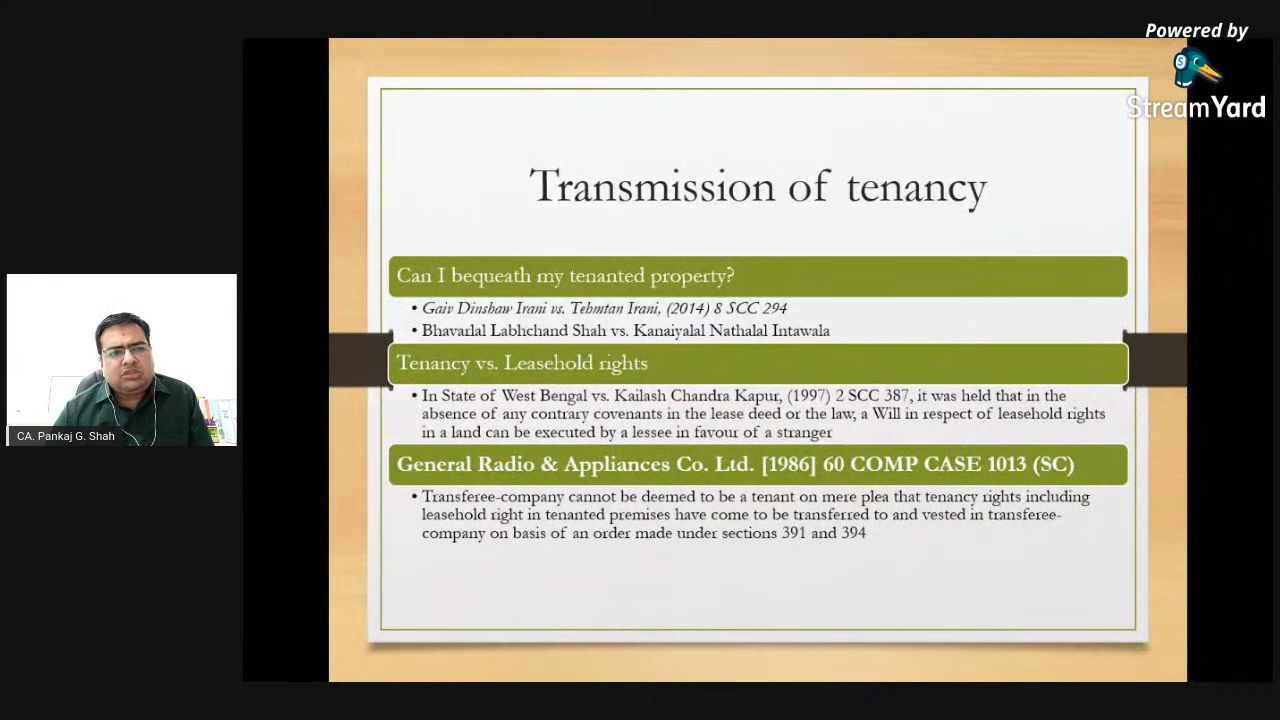 Powered by
StreamYard
Transmission of tenancy
Can I bequeath my tenanted property?
• Gaiv Dinshaw Irani vs. Tehmtan Irani, (2014) 8 SCC 294
• Bhavarlal Labhchand Shah vs. Kanaiyalal Nathalal Intawala
Tenancy vs. Leasehold rights
• In State of West Bengal vs. Kailash Chandra Kapur, (1997) 2 SCC 387, it was held that in the
absence of any contrary covenants in the lease deed or the law, a Will in respect of leasehold rights
in a land can be executed by a lessee in favour of a stranger
General Radio & Appliances Co. Ltd. [1986] 60 COMP CASE 1013 (SC)
• Transferee-company cannot be deemed to be a tenant on mere plea that tenancy rights including
leasehold right in tenanted premises have come to be transferred to and vested in transferee-
company on basis of an order made under sections 391 and 394
CA. Pankaj G. Shah